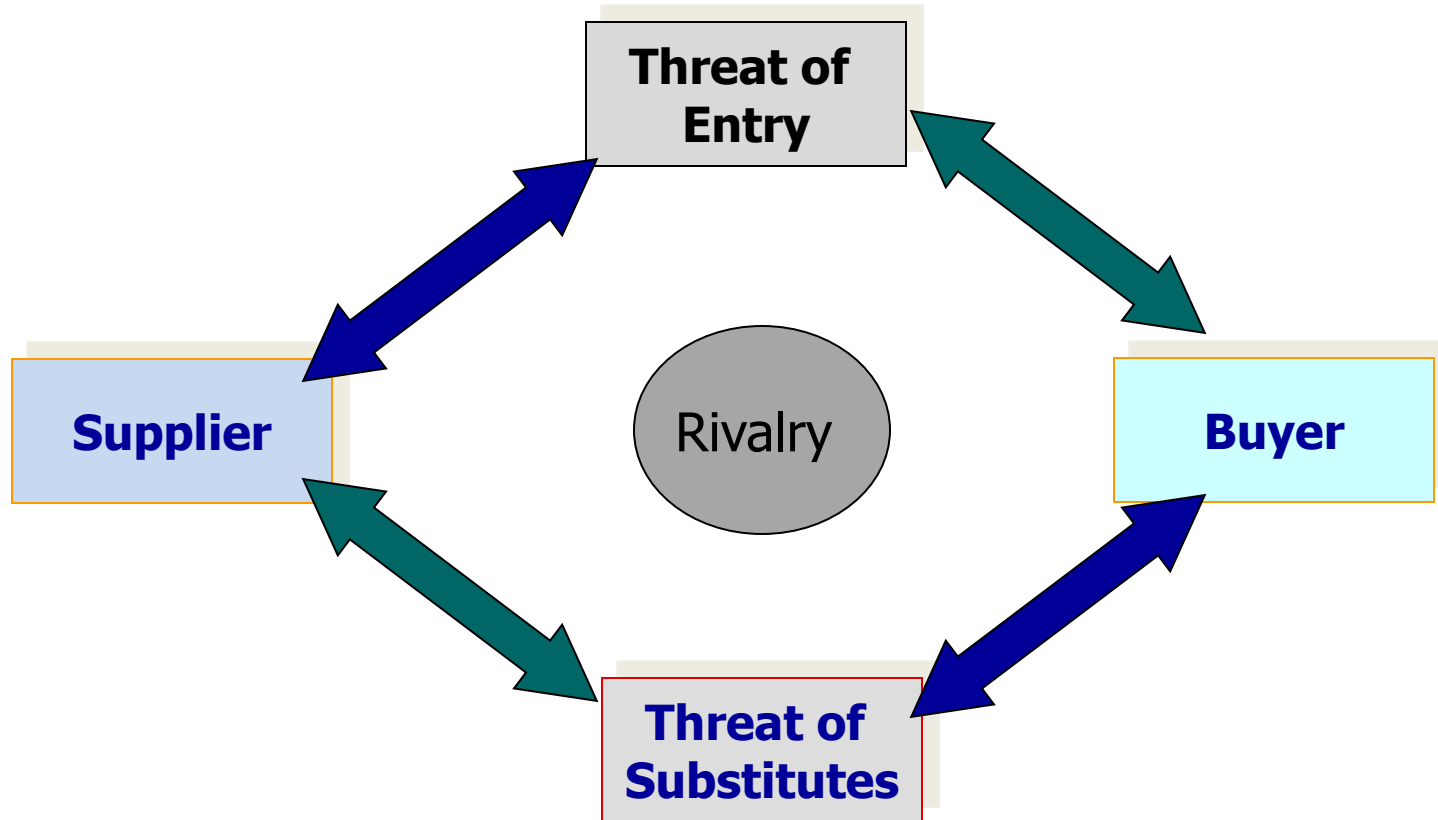 Threat of
Entry
Supplier
Rivalry
Buyer
Threat of
Substitutes